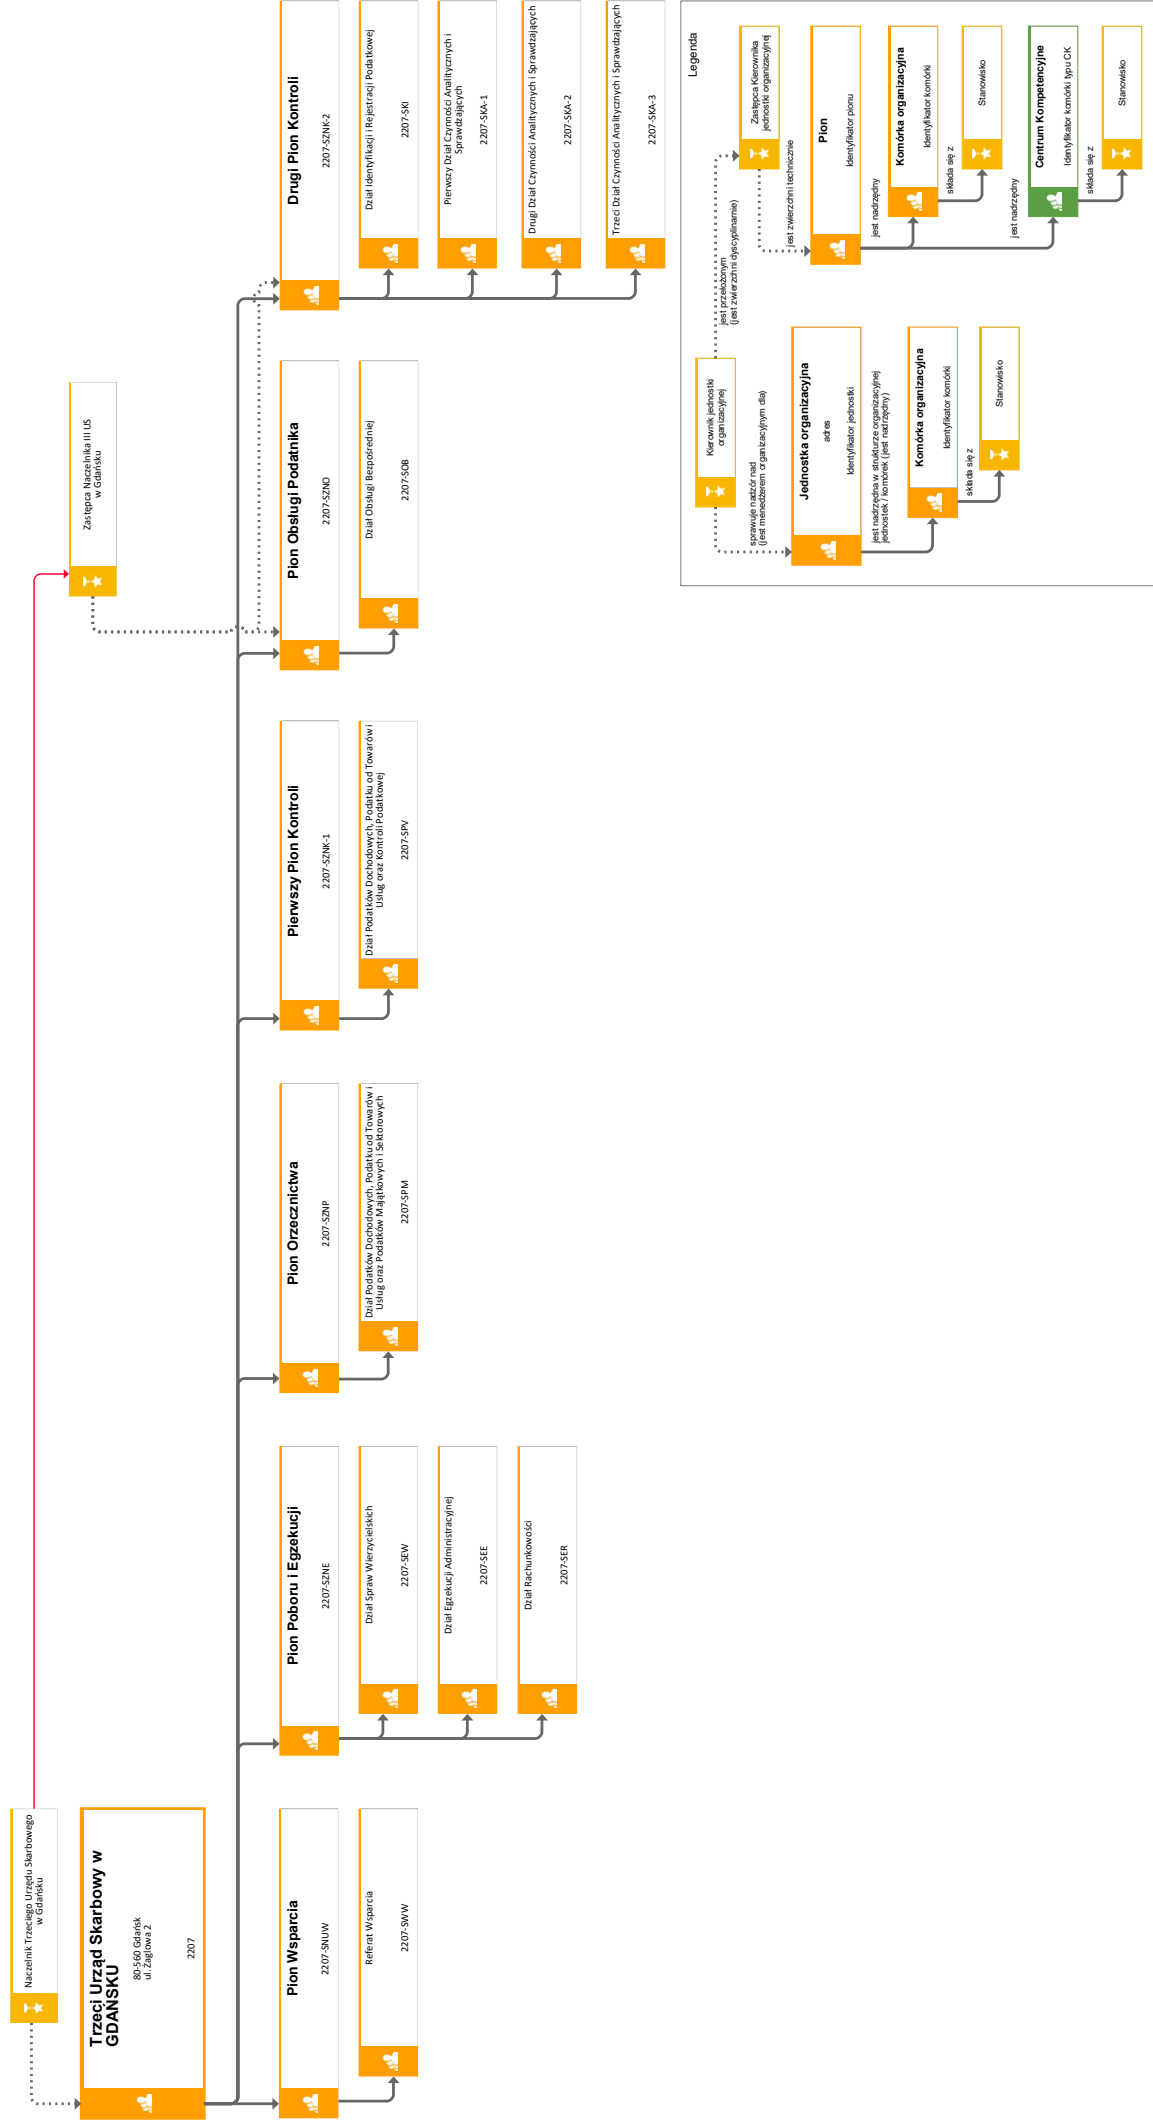 Naczelnik Trzeciego Urzędu Skarbowego
w Gdańsku
Zastępca Naczelnika III US
w Gdańsku
Trzeci Urząd Skarbowy w
GDAŃSKU
80-560 Gdańsk
ul. Żaglowa 2
2207
Pion Wsparcia
2207-SNUW
Referat Wsparcia
2207-SWW
Pion Poboru i Egzekucji
2207-SZNE
Dział Spraw Wierzycielskich
2207-SEW
Dział Egzekucji Administracyjnej
2207-SEE
Dział Rachunkowości
2207-SER
Pion Orzecznictwa
2207-SZNP
Dział Podatków Dochodowych, Podatku od Towarów i
Usług oraz Podatków Majątkowych i Sektorowych
2207-SPM
Pierwszy Pion Kontroli
2207-SZNK-1
Dział Podatków Dochodowych, Podatku od Towarów i
Usług oraz Kontroli Podatkowej
2207-SPV
Pion Obsługi Podatnika
2207-SZNO
Dział Obsługi Bezpośredniej
2207-SOB
Drugi Pion Kontroli
2207-SZNK-2
Dział Identyfikacji i Rejestracji Podatkowej
2207-SKI
Pierwszy Dział Czynności Analitycznych i
Sprawdzających
2207-SKA-1
Drugi Dział Czynności Analitycznych i Sprawdzających
2207-SKA-2
Trzeci Dział Czynności Analitycznych i Sprawdzających
2207-SKA-3
Legenda
Kierownik jednostki
organizacyjnej
jest przełożonym
(jest zwierzchni dyscyplinarnie)
Zastępca Kierownika
jednostki organizacyjnej
sprawuje nadzór nad
(jest menedżerem organizacyjnym dla)
jest zwierzchni technicznie
Jednostka organizacyjna
adres
Identyfikator jednostki
jest nadrzędna w strukturze organizacyjnej
jednostek / komórek (jest nadrzędny)
Komórka organizacyjna
Identyfikator komórki
składa się z
Stanowisko
Pion
Identyfikator pionu
jest nadrzędny
Komórka organizacyjna
Identyfikator komórki
składa się z
Stanowisko
jest nadrzędny
Centrum Kompetencyjne
Identyfikator komórki typu CK
składa się z
Stanowisko